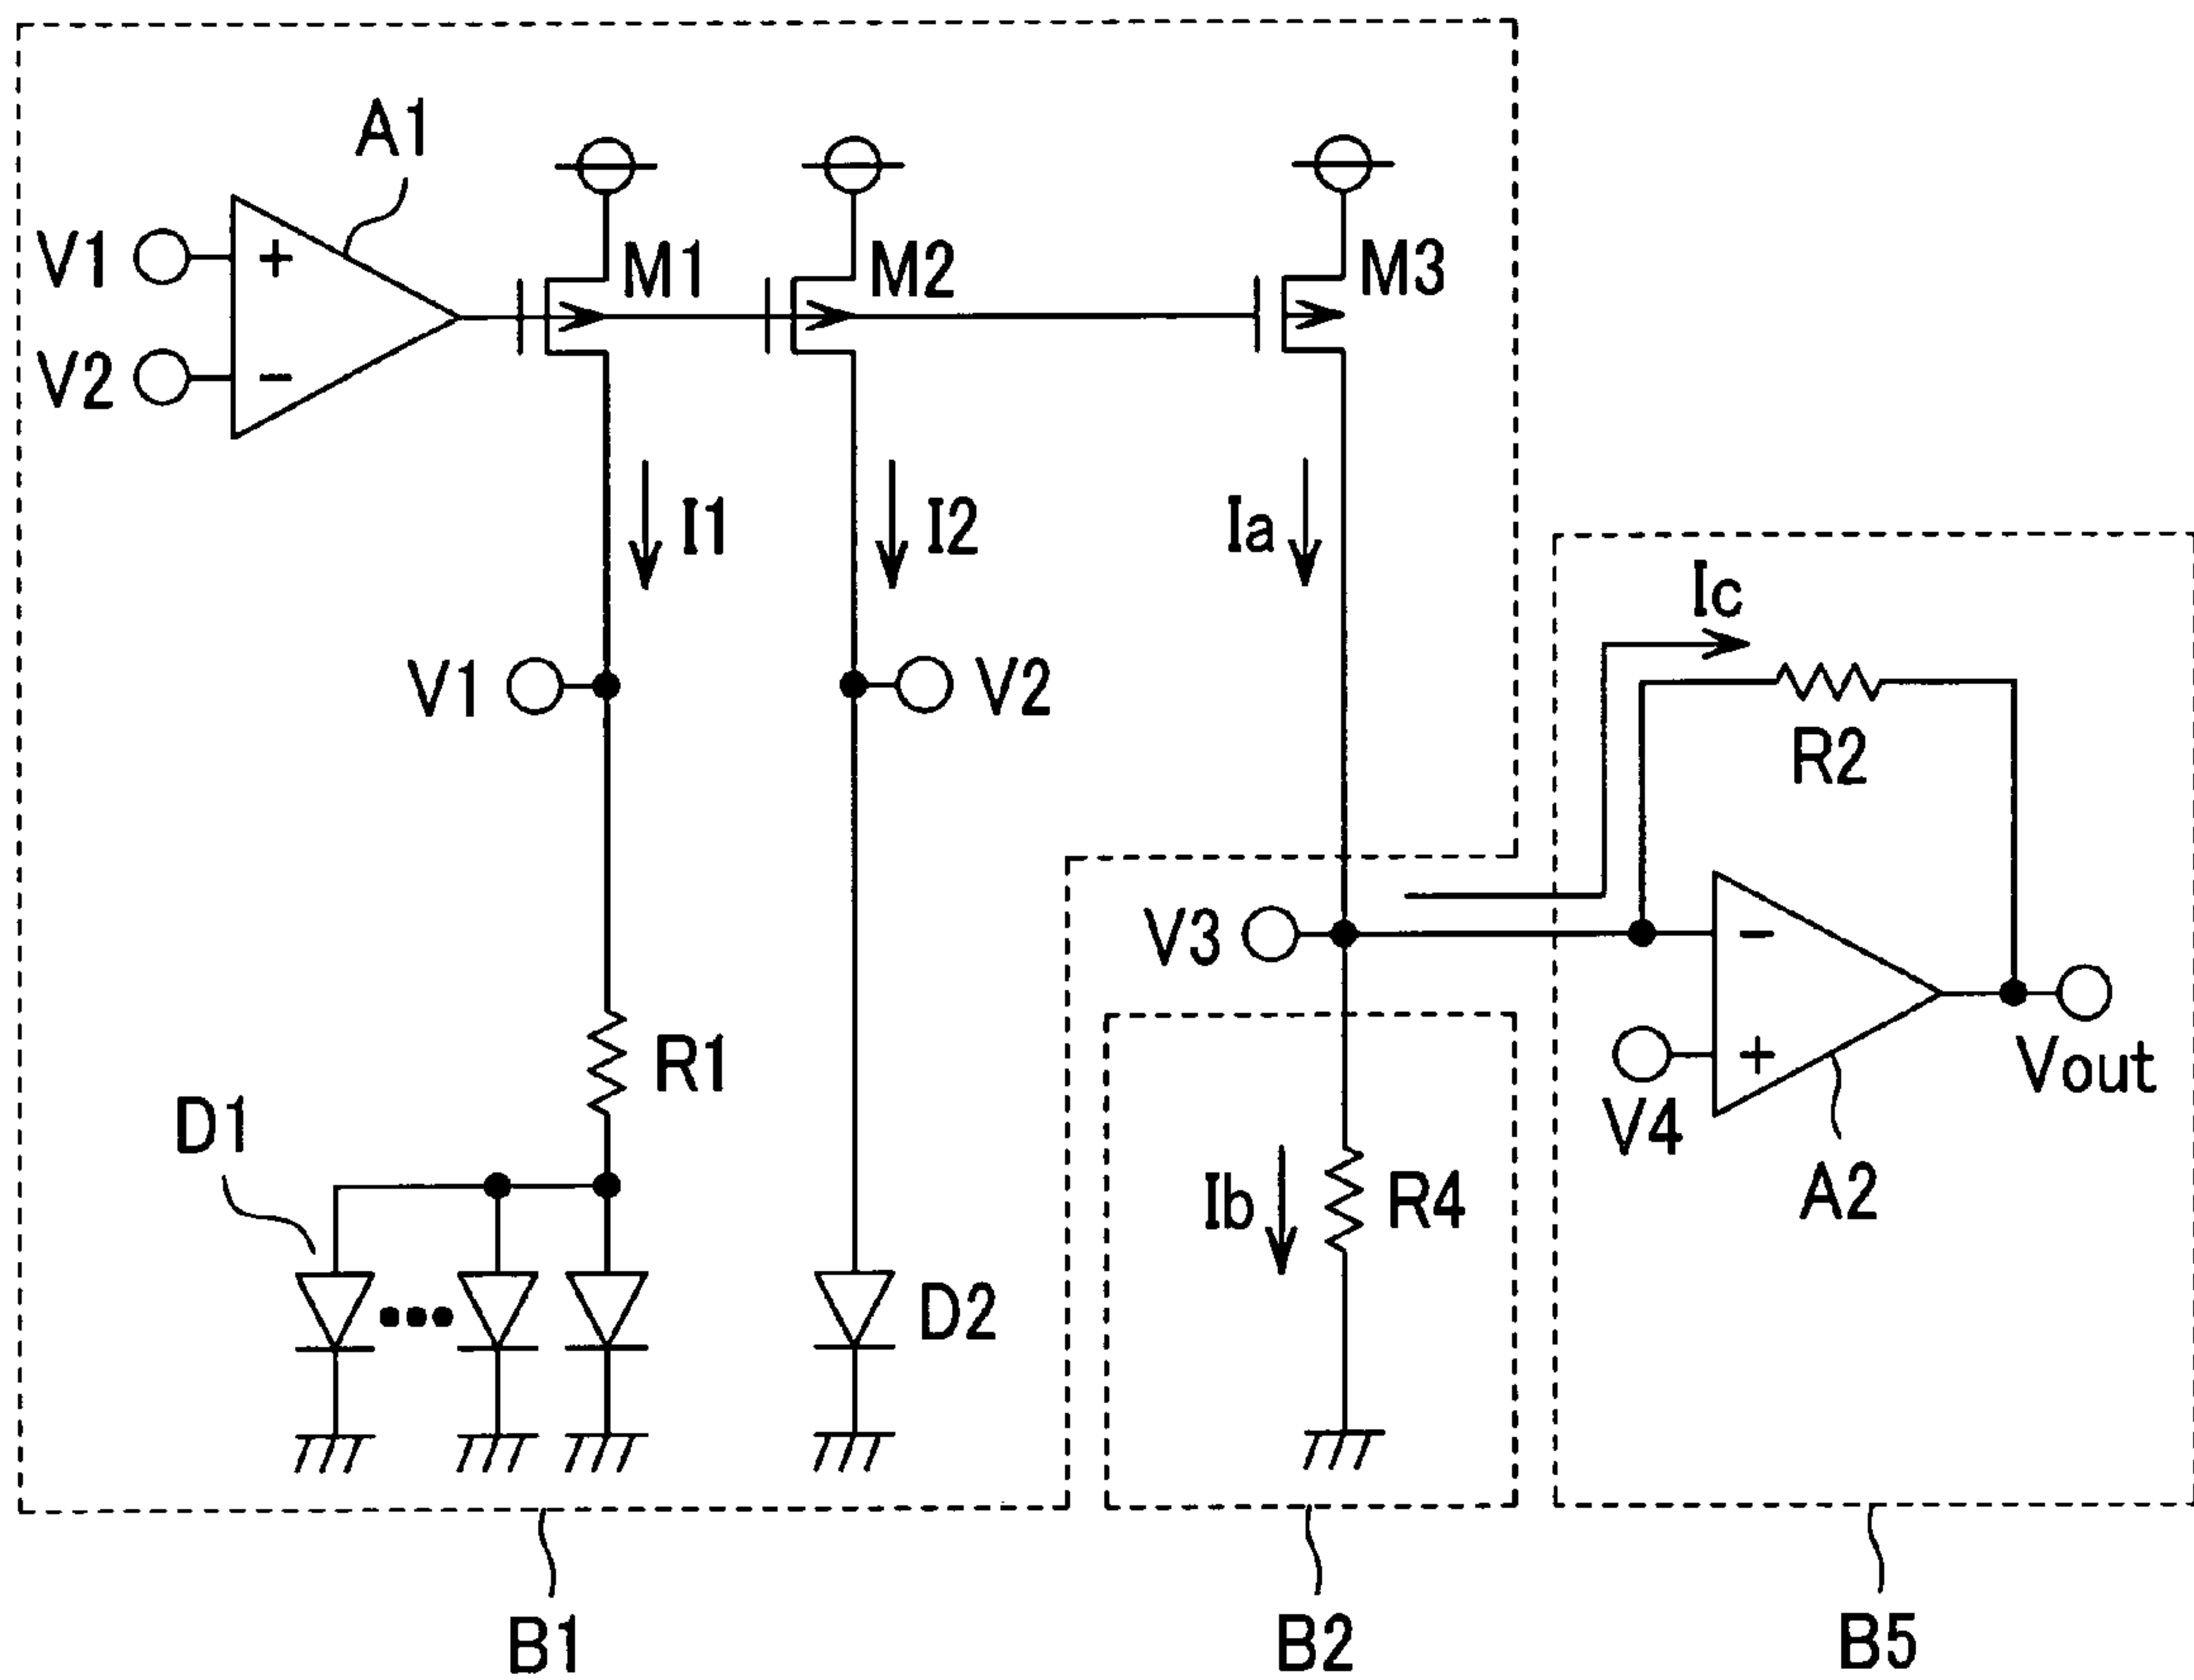 A1
V1
+
M1
M2
M3
V2
−
I1
I2
Ia
Ic
V1
V2
R2
V3
−
R1
V4
+
Vout
D1
A2
Ib
R4
D2
B1
B2
B5